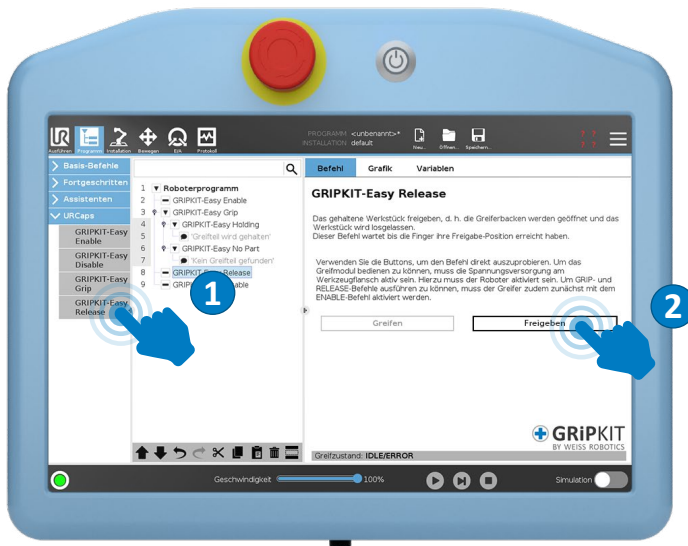 PROGRAMM <unbenannt>*
INSTALLATION default
Ausführen Programm Installation Bewegen E/A Protokoll Neu... Öffnen... Speichern...
Basis-Befehle
Fortgeschritten
Assistenten
URCaps
GRIPKIT-Easy
Enable
GRIPKIT-Easy
Disable
GRIPKIT-Easy
Grip
GRIPKIT-Easy
Release
1 Roboterprogramm
2 GRIPKIT-Easy Enable
3 GRIPKIT-Easy Grip
4 GRIPKIT-Easy Holding
5 'Greifteil wird gehalten'
6 GRIPKIT-Easy No Part
7 'Kein Greifteil gefunden'
8 GRIPKIT-Easy Release
9 GRIP able
1
Befehl Grafik Variablen
GRIPKIT-Easy Release
Das gehaltene Werkstück freigeben, d. h. die Greiferbacken werden geöffnet und das
Werkstück wird losgelassen.
Dieser Befehl wartet bis die Finger ihre Freigabe-Position erreicht haben.
Verwenden Sie die Buttons, um den Befehl direkt auszuprobieren. Um das
Greifmodul bedienen zu können, muss die Spannungsversorgung am
Werkzeugflansch aktiv sein. Hierzu muss der Roboter aktiviert sein. Um GRIP- und
RELEASE-Befehle ausführen zu können, muss der Greifer zudem zunächst mit dem
ENABLE-Befehl aktiviert werden.
Greifen Freigeben
2
GRiPKIT
BY WEISS ROBOTICS
Greifzustand: IDLE/ERROR
Geschwindigkeit 100% Simulation